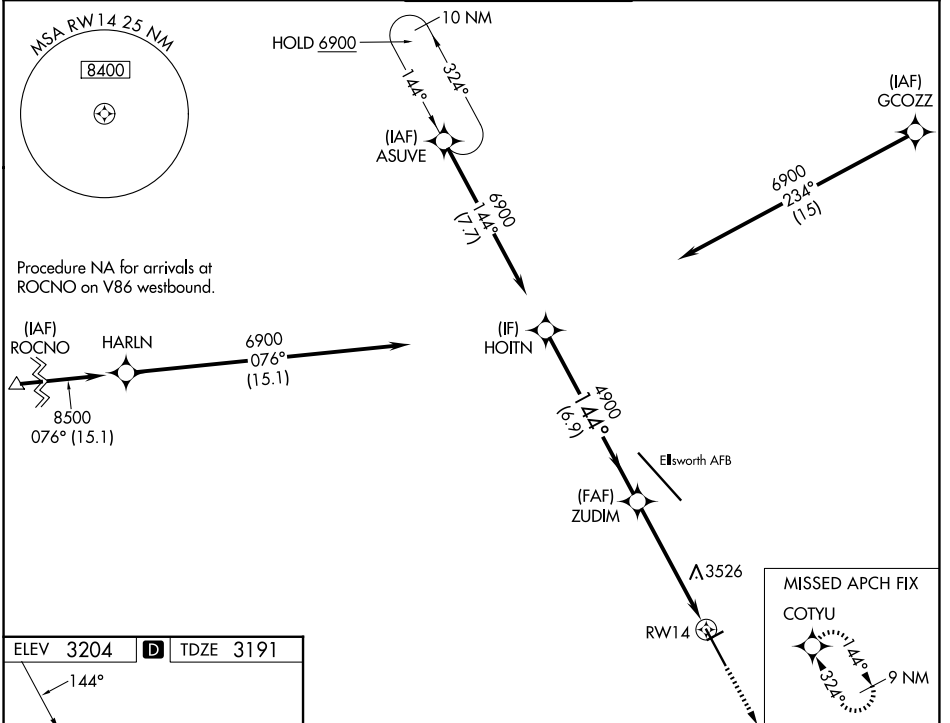 MSA RW 14 25 NM
8400
HOLD 6900
10 NM
144°
324°
(IAF)
ASUVE
6900
144°
(7.7)
(IAF)
GCOZZ
6900
234°
(15)
Procedure NA for arrivals at
ROCNO on V86 westbound.
(IAF)
ROCNO
HARLN
6900
076°
(15.1)
8500
076° (15.1)
(IF)
HOITN
4900
144°
(6.9)
Ellsworth AFB
(FAF)
ZUDIM
3526
RW14
MISSED APCH FIX
COTYU
144°
324°
9 NM
ELEV 3204 D TDZE 3191
144°